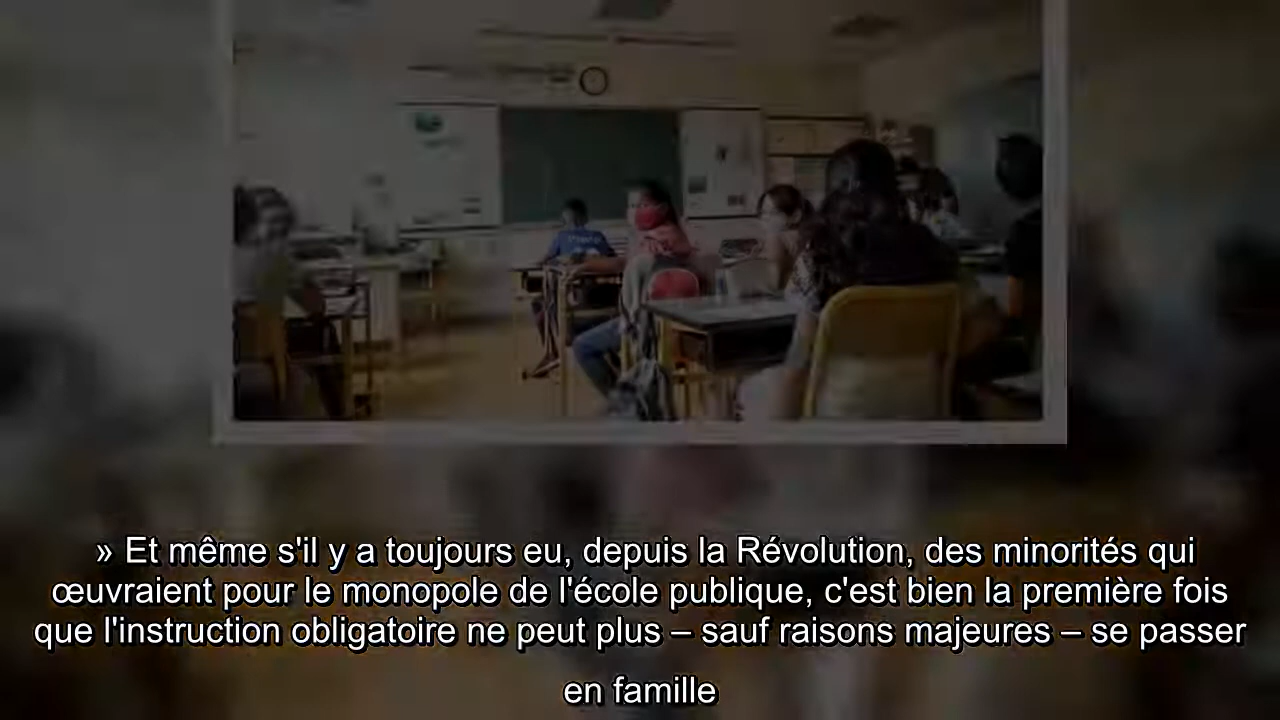 » Et même s'il y a toujours eu, depuis la Révolution, des minorités qui
œuvraient pour le monopole de l'école publique, c'est bien la première fois
que l'instruction obligatoire ne peut plus – sauf raisons majeures – se passer
en famille